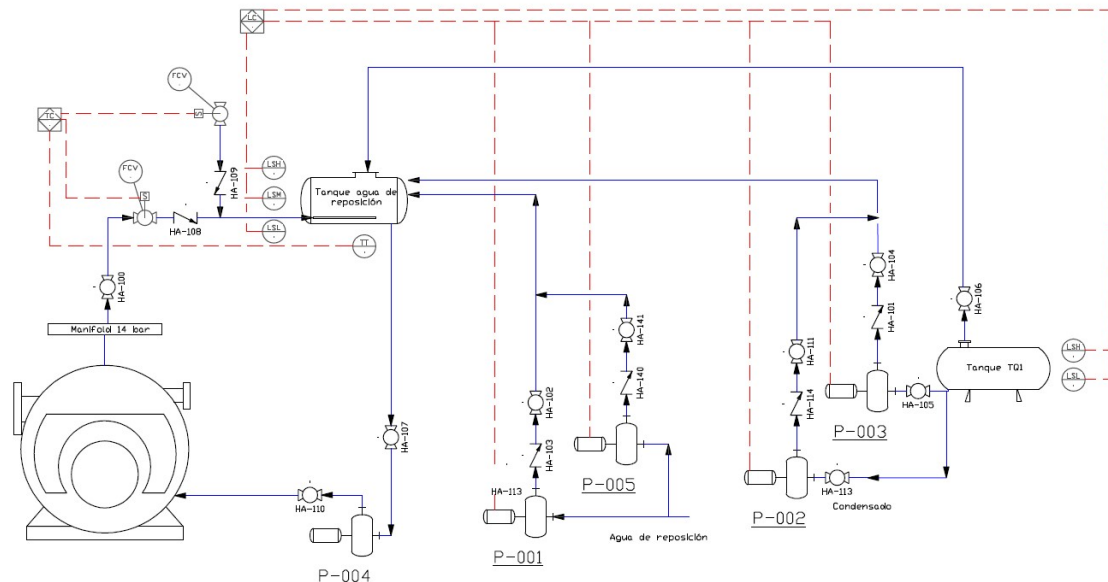 LC
FCV
TC
FCV
HA-109
LSH
LSM
LSL
TT
Tanque agua de
reposición
HA-108
HA-100
Manifold 14 bar
HA-107
HA-110
P-004
HA-102
HA-103
HA-113
P-001
HA-141
HA-140
P-005
Agua de reposición
HA-111
HA-114
HA-113
P-002
Condensado
HA-104
HA-101
HA-105
P-003
HA-106
Tanque TQ1
LSH
LSL
S
S